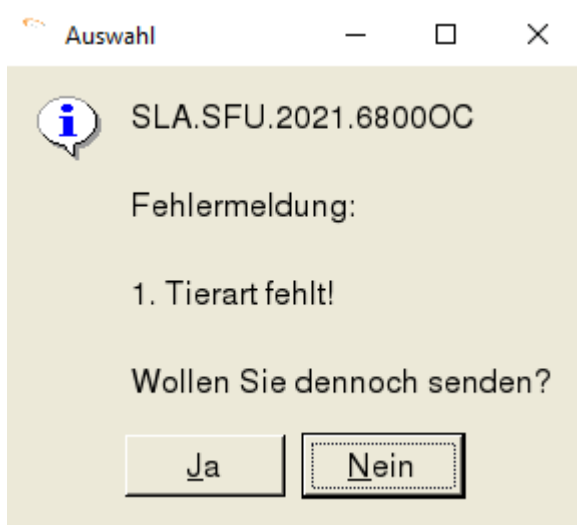 Auswahl
SLA.SFU.2021.6800OC
Fehlermeldung:
1. Tierart fehlt!
Wollen Sie dennoch senden?
Ja
Nein